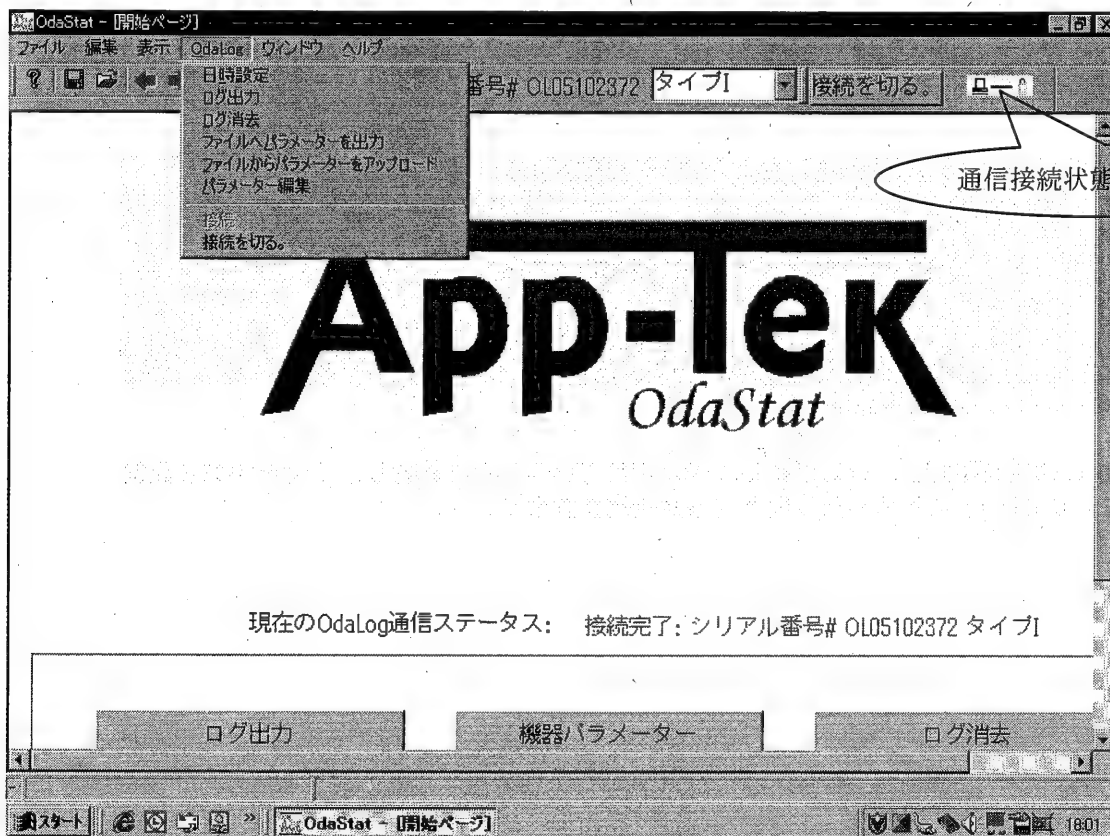 OdaStat - [開始ページ]
ファイル 編集 表示 OdaLog ウィンドウ ヘルプ
番号# OL05102372 タイプI 接続を切る。
日時設定
ログ出力
ログ消去
ファイルへパラメーターを出力
ファイルからパラメーターをアップロード
パラメーター編集
接続
接続を切る。
通信接続状態
App-Tek
OdaStat
現在のOdaLog通信ステータス: 接続完了: シリアル番号# OL05102372 タイプI
ログ出力 機器パラメーター ログ消去
スタート OdaStat - [開始ページ] 18:01